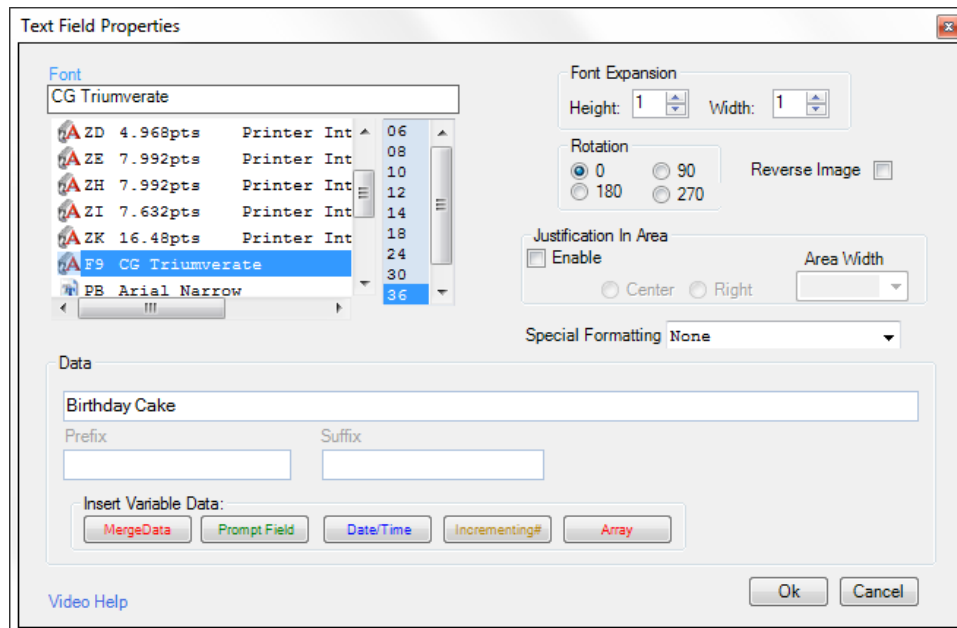 Text Field Properties
Font
CG Triumverate
ZD 4.968pts Printer Int
ZE 7.992pts Printer Int
ZH 7.992pts Printer Int
ZI 7.632pts Printer Int
ZK 16.48pts Printer Int
F9 CG Triumverate
PB Arial Narrow
06
08
10
12
14
18
24
30
36
Font Expansion
Height: 1 Width: 1
Rotation
0 90
180 270
Reverse Image
Justification In Area
Enable
Area Width
Center Right
Special Formatting None
Data
Birthday Cake
Prefix Suffix
Insert Variable Data:
MergeData Prompt Field Date/Time Incrementing# Array
Video Help
Ok Cancel